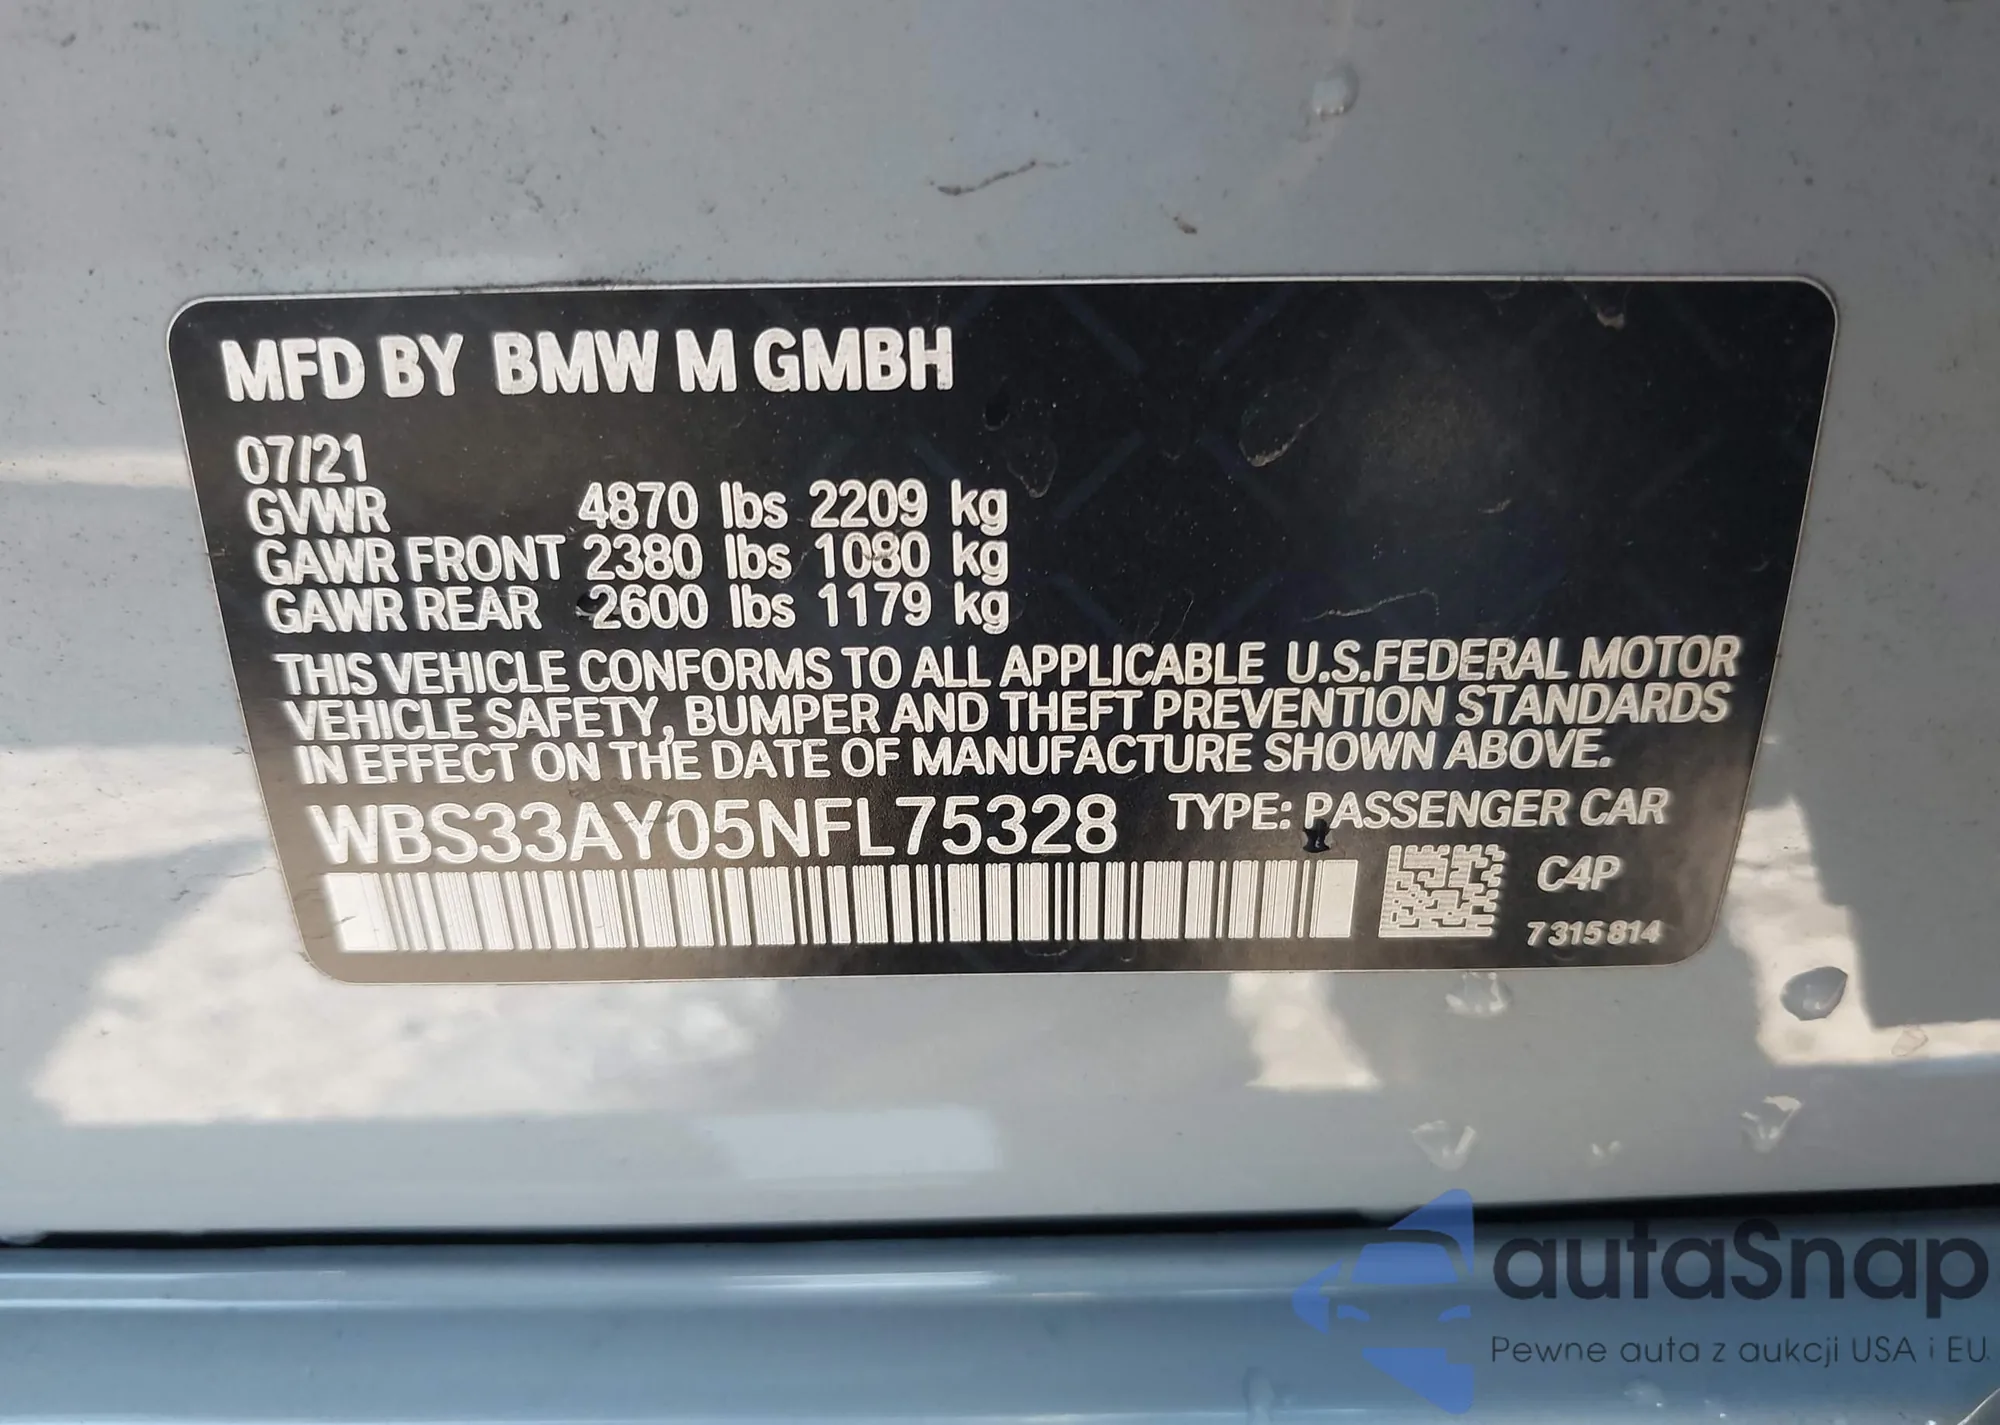 MFD BY BMW M GMBH
07/21
GVWR 4870 lbs 2209 kg
GAWR FRONT 2380 lbs 1080 kg
GAWR REAR 2600 lbs 1179 kg
THIS VEHICLE CONFORMS TO ALL APPLICABLE U.S.FEDERAL MOTOR
VEHICLE SAFETY, BUMPER AND THEFT PREVENTION STANDARDS
IN EFFECT ON THE DATE OF MANUFACTURE SHOWN ABOVE.
WBS33AY05NFL75328 TYPE: PASSENGER CAR
C4P
7315814
autaSnap
Pewne auta z aukcji USA i EU